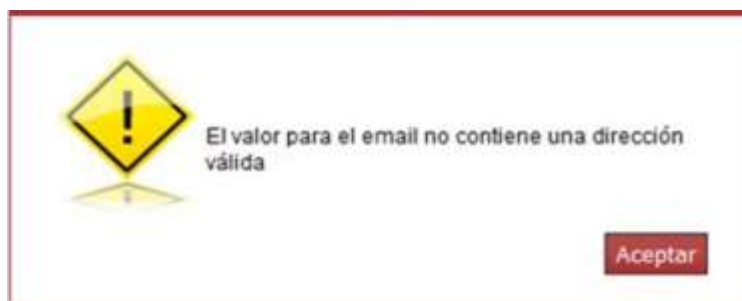 El valor para el email no contiene una dirección
válida
Aceptar